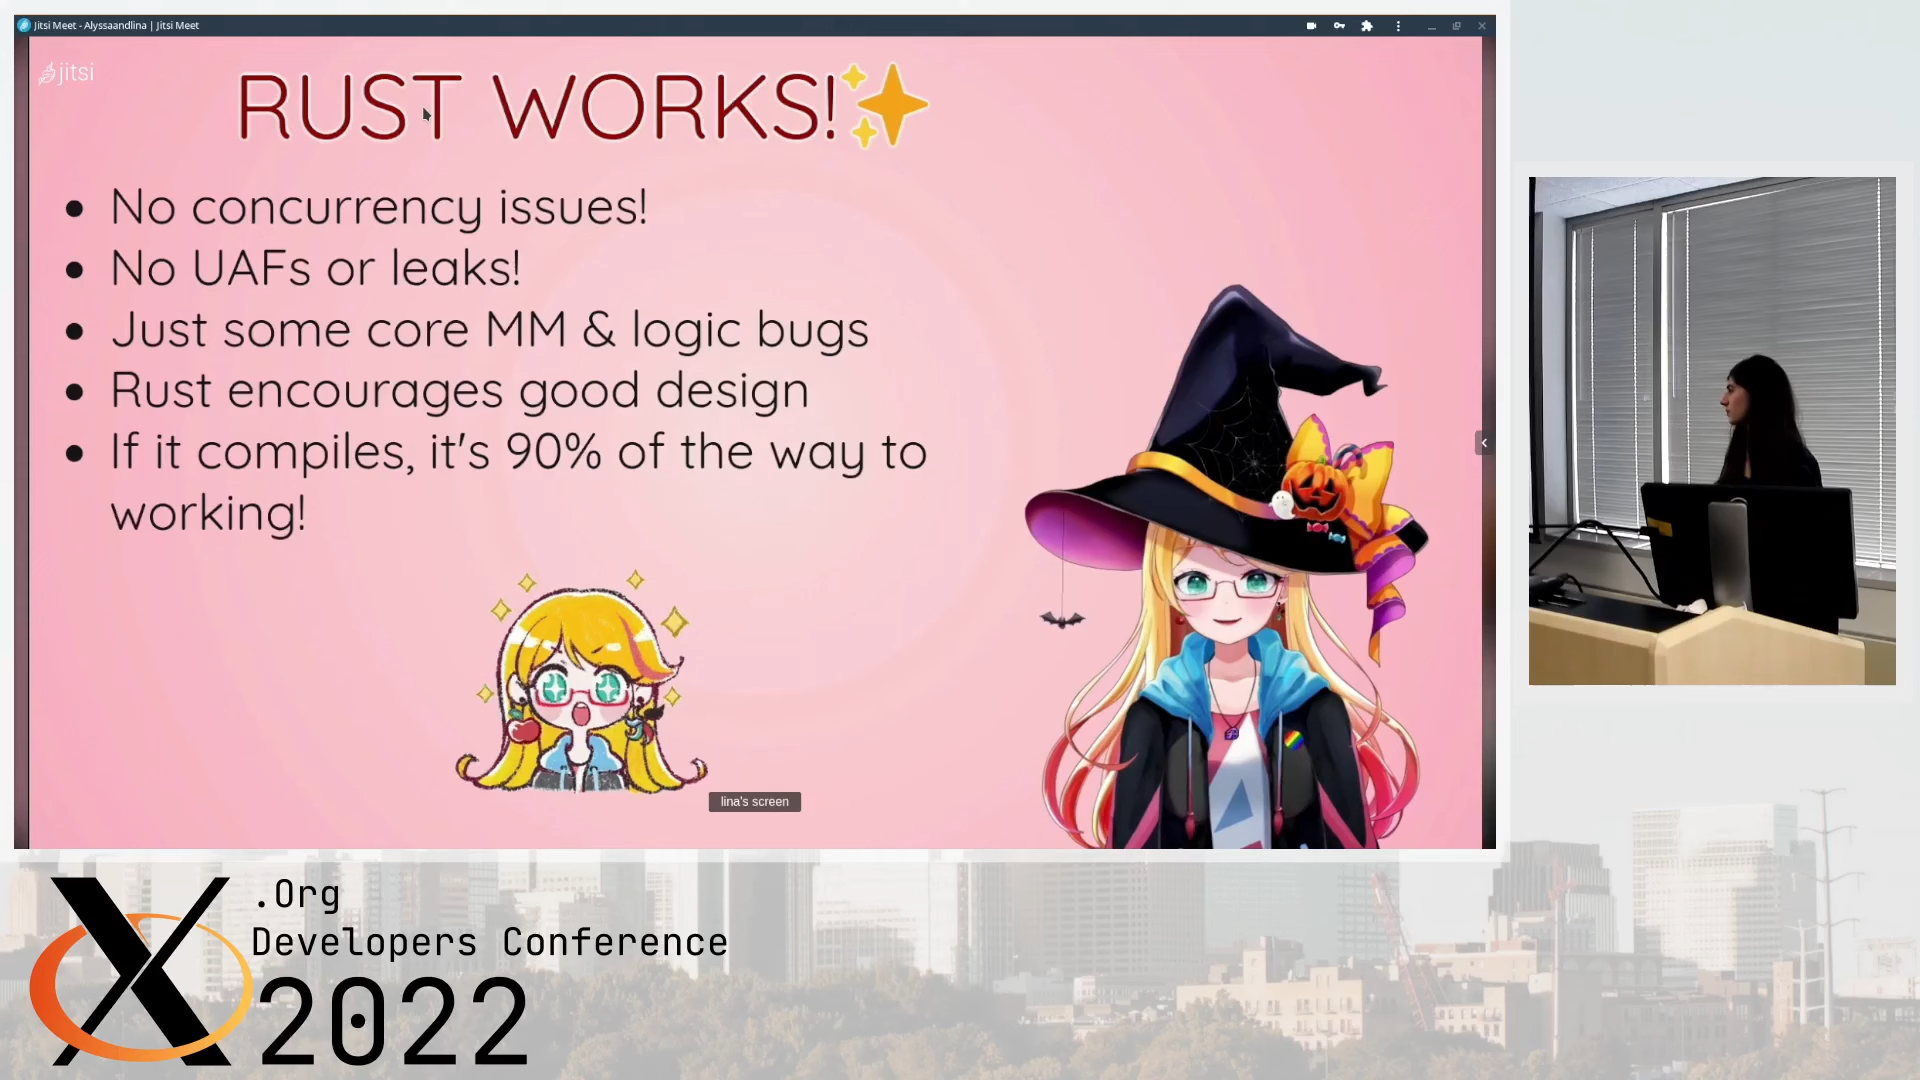 Jitsi Meet - Alyssaandlina | Jitsi Meet
jitsi
RUST WORKS!
No concurrency issues!
No UAFs or leaks!
Just some core MM & logic bugs
Rust encourages good design
If it compiles, it's 90% of the way to
working!
lina's screen
X.Org
Developers Conference
2022